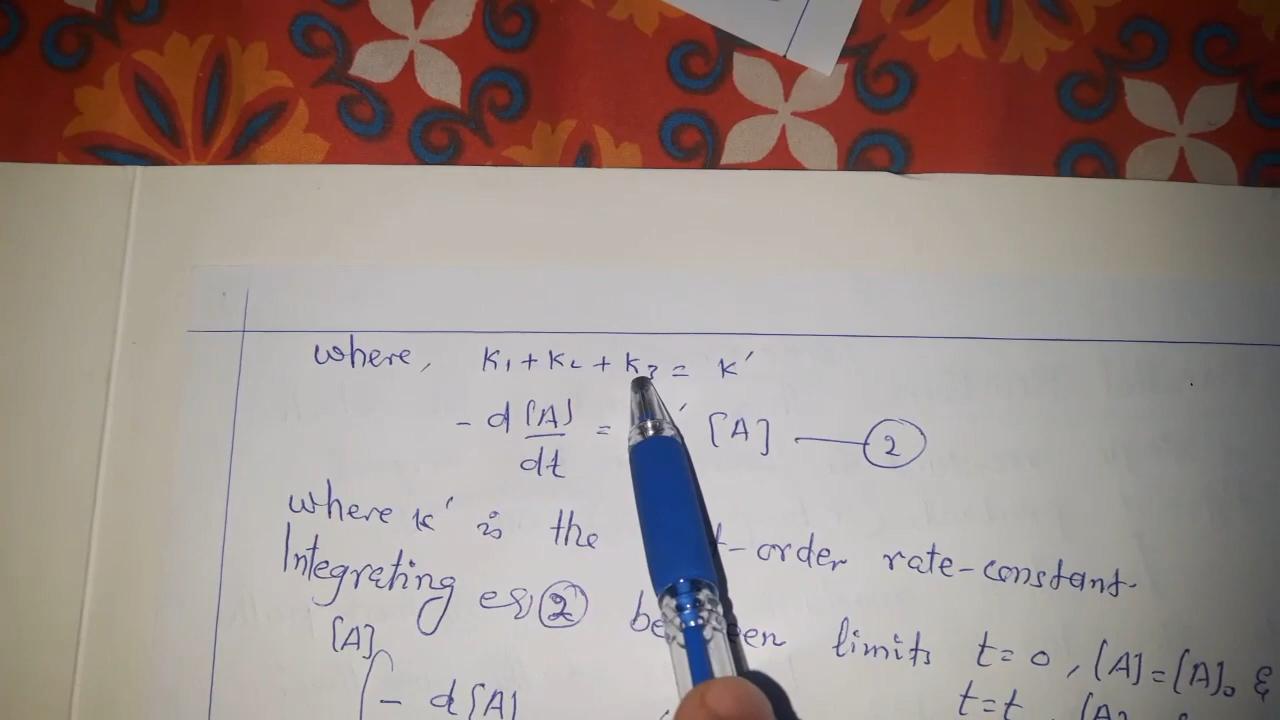 where, K₁ + K₂ + K₃ = K'
- d[A]/dt = ' [A] —— 2
where K' is the t-order rate-constant-
Integrating eq 2 be een limits t=0, [A]=[A]₀ &
[A] t=t, [A]
- d[A]